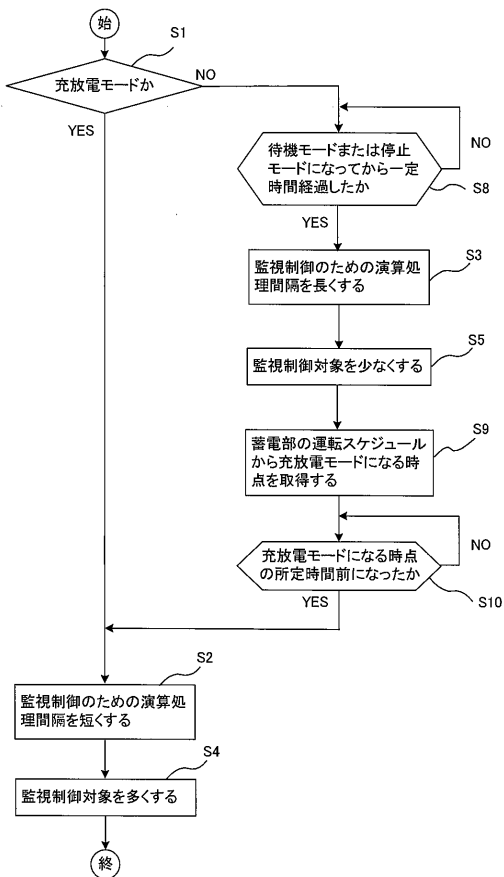 始
S1
充放電モードか
NO
YES
待機モードまたは停止
モードになってから一定
時間経過したか
NO
S8
YES
S3
監視制御のための演算処
理間隔を長くする
S5
監視制御対象を少なくする
S9
蓄電部の運転スケジュール
から充放電モードになる時
点を取得する
NO
充放電モードになる時点
の所定時間前になったか
S10
YES
S2
監視制御のための演算処
理間隔を短くする
S4
監視制御対象を多くする
終